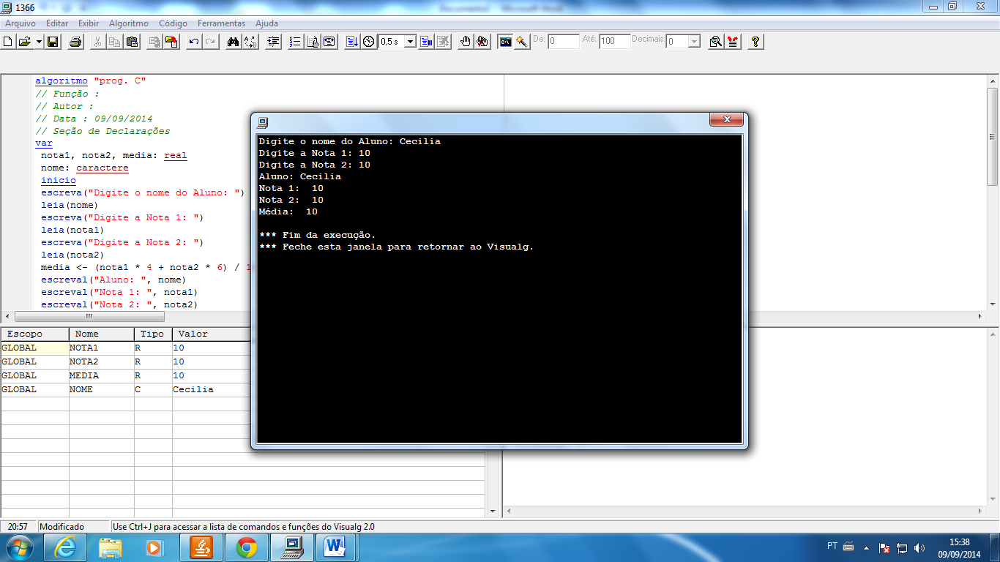 1366
Arquivo Editar Exibir Algoritmo Código Ferramentas Ajuda
0,5 s De: 0 Até: 100 Decimais: 0
algoritmo "prog. C"
// Função :
// Autor :
// Data : 09/09/2014
// Seção de Declarações
var
nota1, nota2, media: real
nome: caractere
inicio
escreva("Digite o nome do Aluno: ")
leia(nome)
escreva("Digite a Nota 1: ")
leia(nota1)
escreva("Digite a Nota 2: ")
leia(nota2)
media <- (nota1 * 4 + nota2 * 6) / 1
escreval("Aluno: ", nome)
escreval("Nota 1: ", nota1)
escreval("Nota 2: ", nota2)
Digite o nome do Aluno: Cecilia
Digite a Nota 1: 10
Digite a Nota 2: 10
Aluno: Cecilia
Nota 1:  10
Nota 2:  10
Média:  10
*** Fim da execução.
*** Feche esta janela para retornar ao Visualg.
Escopo Nome Tipo Valor
GLOBAL NOTA1 R 10
GLOBAL NOTA2 R 10
GLOBAL MEDIA R 10
GLOBAL NOME C Cecilia
20:57 Modificado Use Ctrl+J para acessar a lista de comandos e funções do Visualg 2.0
PT 15:38
09/09/2014